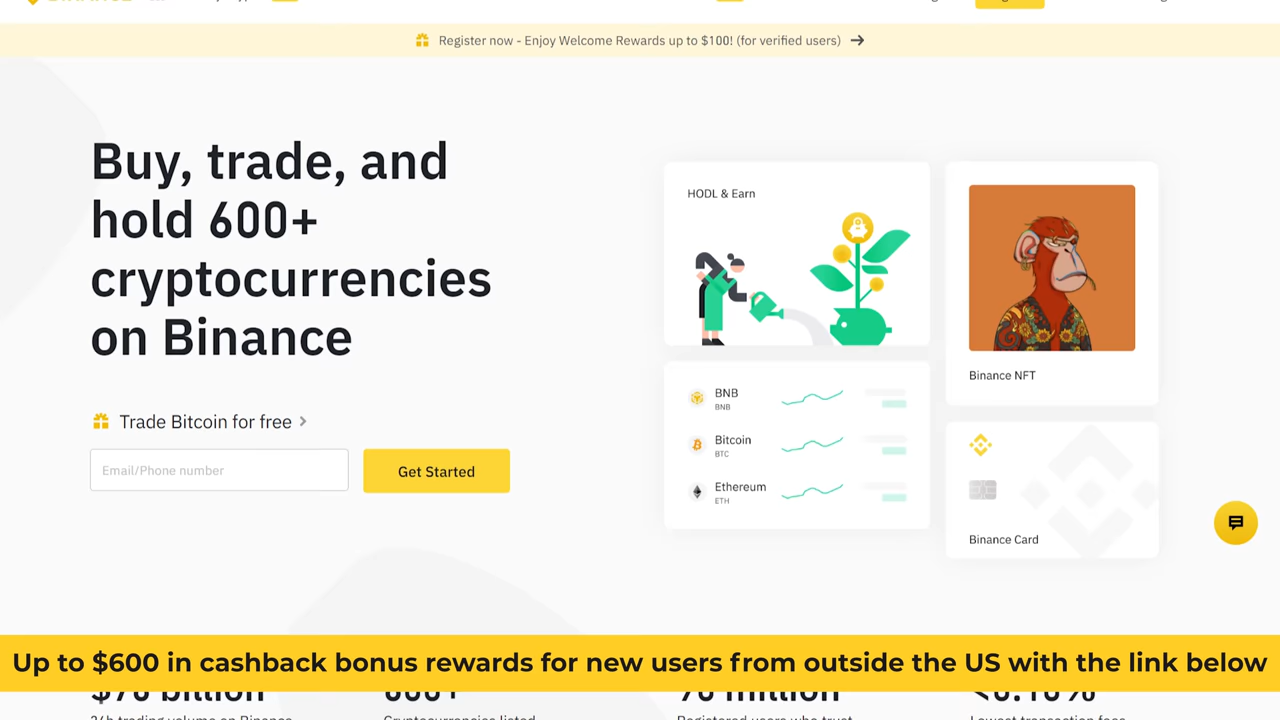 Register now - Enjoy Welcome Rewards up to $100! (for verified users)
Buy, trade, and
hold 600+
cryptocurrencies
on Binance
Trade Bitcoin for free
Email/Phone number
Get Started
HODL & Earn
BNB
BNB
Bitcoin
BTC
Ethereum
ETH
Binance NFT
Binance Card
Up to $600 in cashback bonus rewards for new users from outside the US with the link below